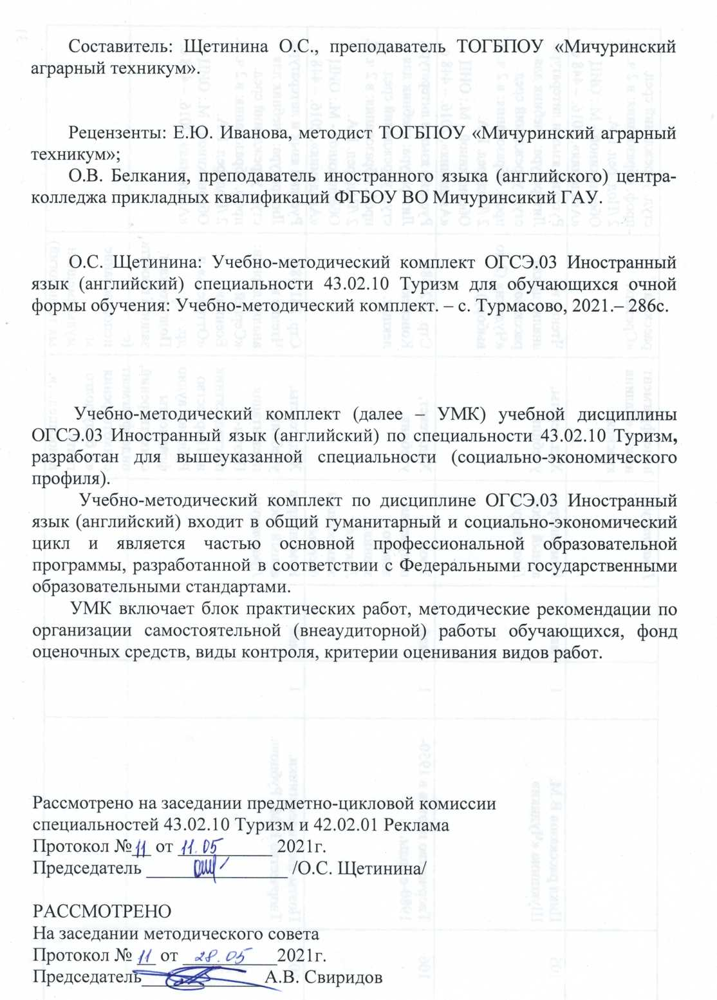 Составитель: Щетинина О.С., преподаватель ТОГБПОУ «Мичуринский
аграрный техникум».
Рецензенты: Е.Ю. Иванова, методист ТОГБПОУ «Мичуринский аграрный
техникум»;
О.В. Белкания, преподаватель иностранного языка (английского) центра-
колледжа прикладных квалификаций ФГБОУ ВО Мичуринсикий ГАУ.
О.С. Щетинина: Учебно-методический комплект ОГСЭ.03 Иностранный
язык (английский) специальности 43.02.10 Туризм для обучающихся очной
формы обучения: Учебно-методический комплект. – с. Турмасово, 2021.– 286с.
Учебно-методический комплект (далее – УМК) учебной дисциплины
ОГСЭ.03 Иностранный язык (английский) по специальности 43.02.10 Туризм,
разработан для вышеуказанной специальности (социально-экономического
профиля).
Учебно-методический комплект по дисциплине ОГСЭ.03 Иностранный
язык (английский) входит в общий гуманитарный и социально-экономический
цикл и является частью основной профессиональной образовательной
программы, разработанной в соответствии с Федеральными государственными
образовательными стандартами.
УМК включает блок практических работ, методические рекомендации по
организации самостоятельной (внеаудиторной) работы обучающихся, фонд
оценочных средств, виды контроля, критерии оценивания видов работ.
Рассмотрено на заседании предметно-цикловой комиссии
специальностей 43.02.10 Туризм и 42.02.01 Реклама
Протокол № 11 от 11.05 2021г.
Председатель /О.С. Щетинина/
РАССМОТРЕНО
На заседании методического совета
Протокол № 11 от 28.05 2021г.
Председатель А.В. Свиридов